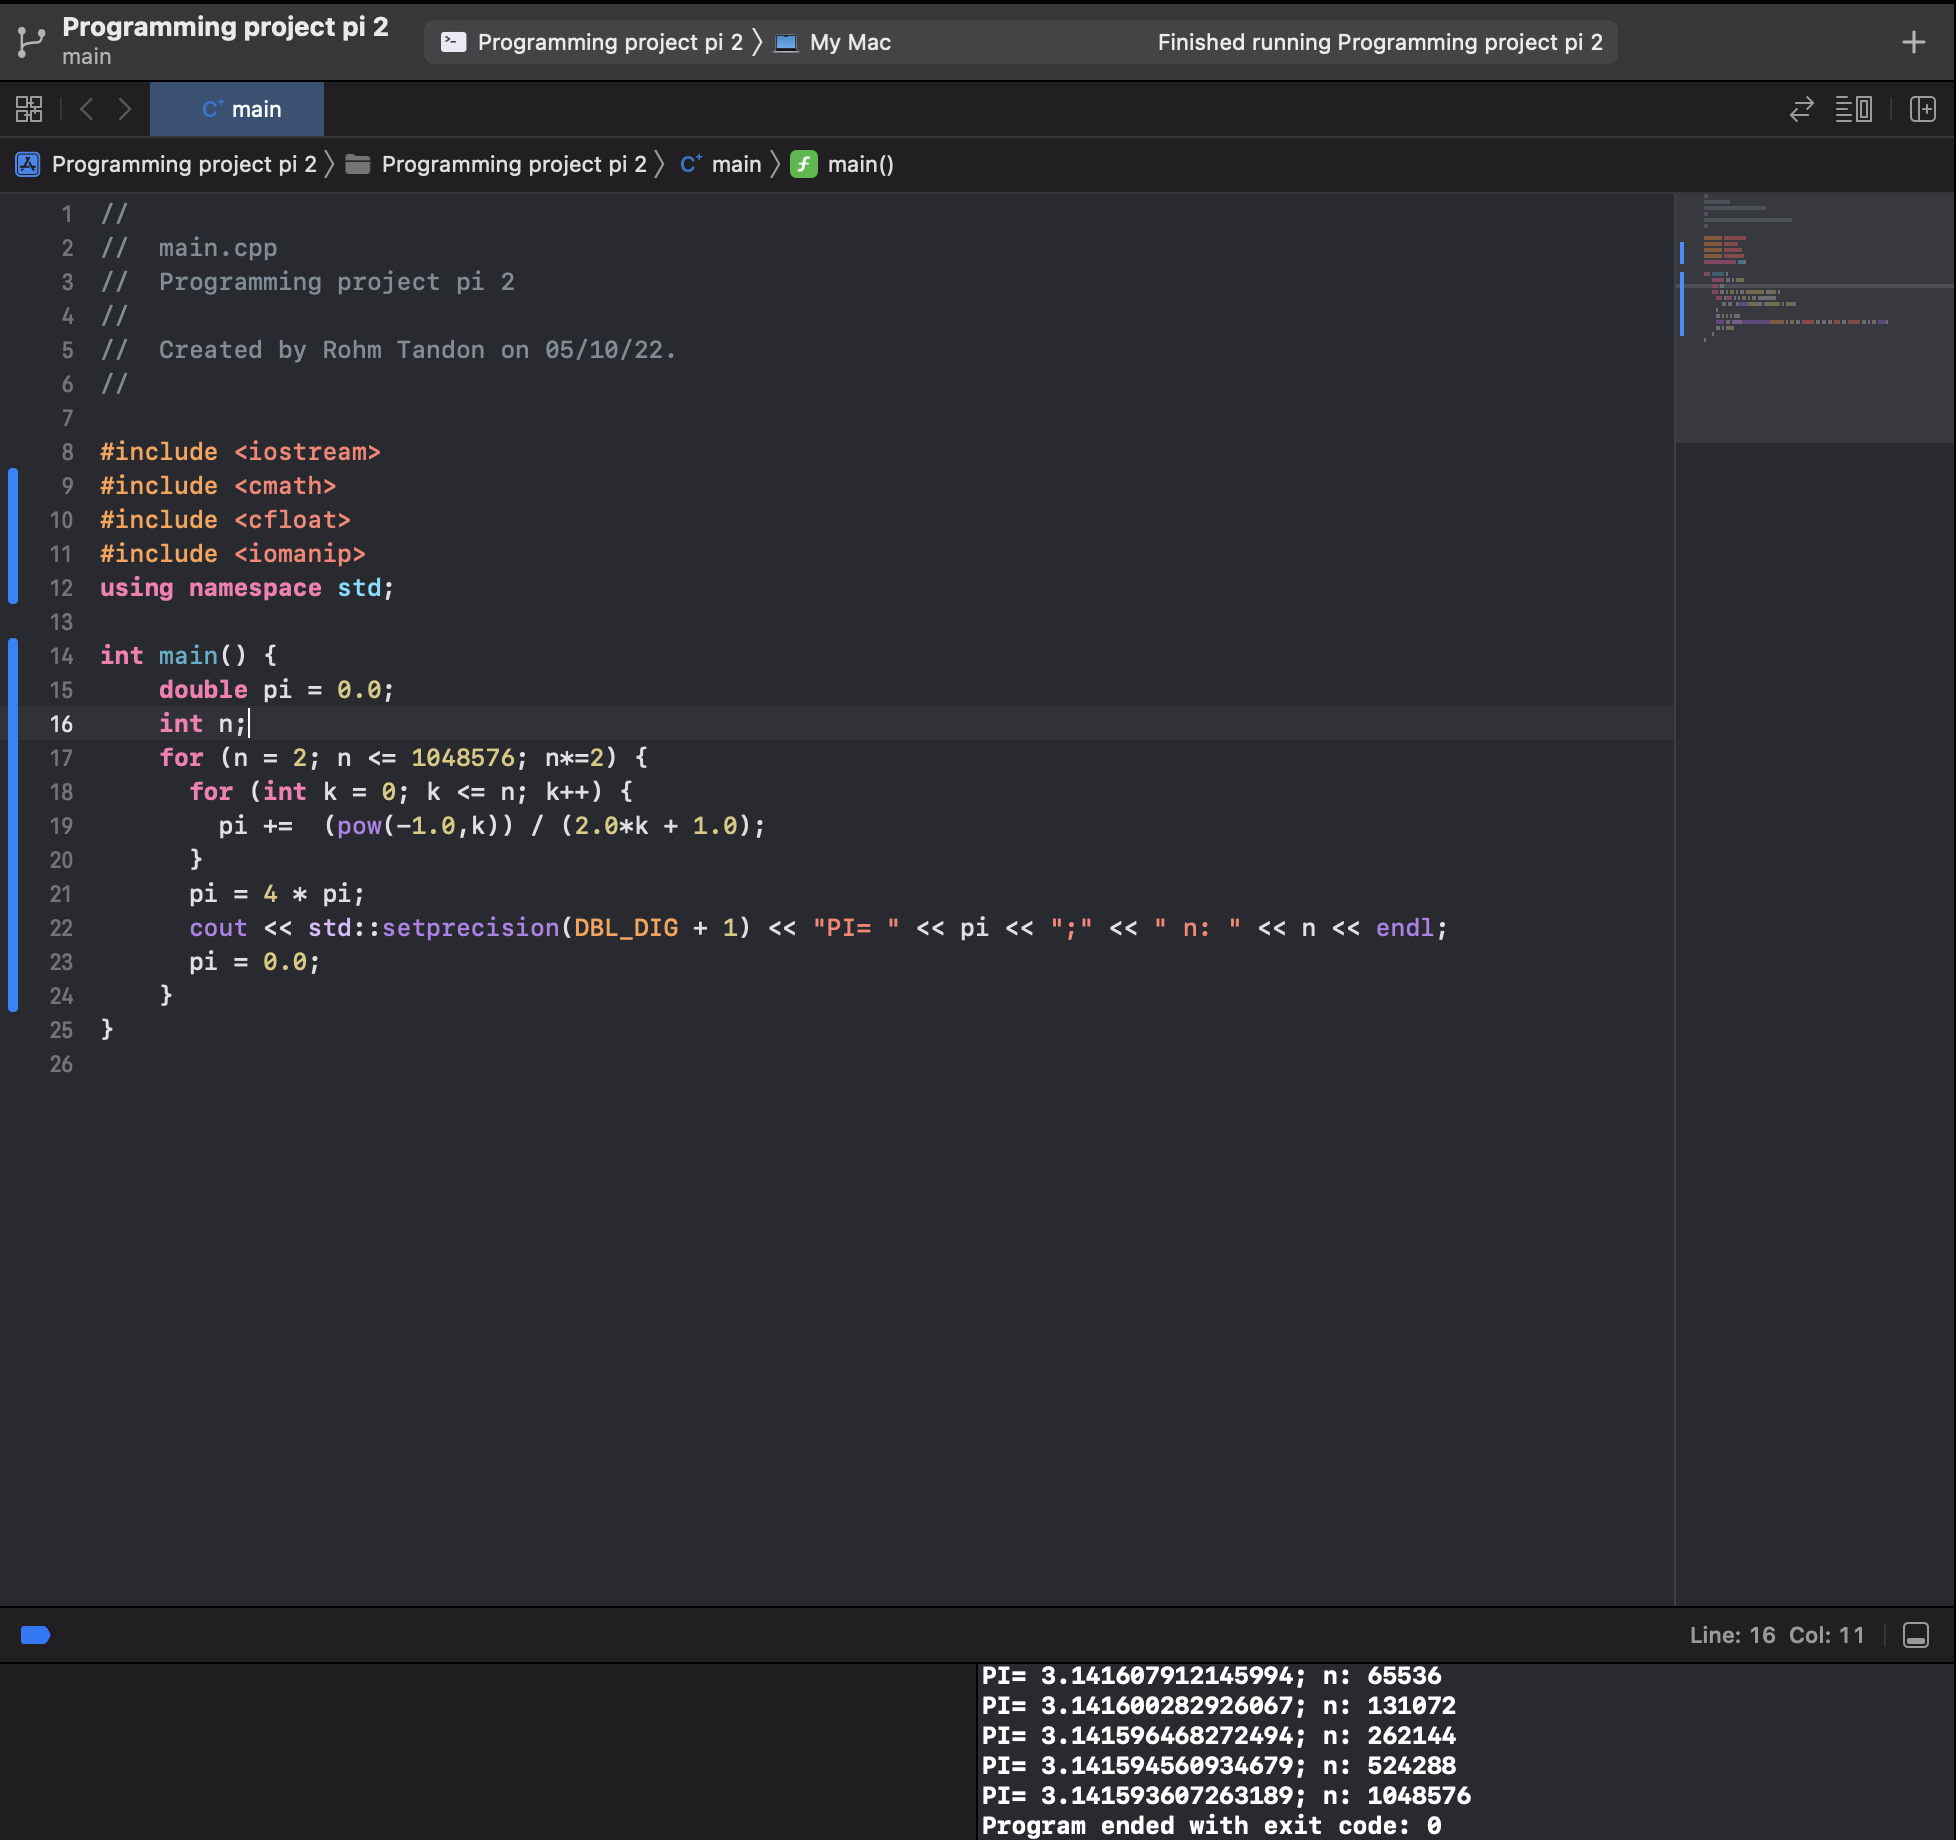 Programming project pi 2
main
Programming project pi 2 〉 My Mac
Finished running Programming project pi 2
main
Programming project pi 2 〉 Programming project pi 2 〉 main 〉 main()
1 //
2 //  main.cpp
3 //  Programming project pi 2
4 //
5 //  Created by Rohm Tandon on 05/10/22.
6 //
7
8 #include <iostream>
9 #include <cmath>
10 #include <cfloat>
11 #include <iomanip>
12 using namespace std;
13
14 int main() {
15     double pi = 0.0;
16     int n;
17     for (n = 2; n <= 1048576; n*=2) {
18       for (int k = 0; k <= n; k++) {
19         pi +=  (pow(-1.0,k)) / (2.0*k + 1.0);
20       }
21       pi = 4 * pi;
22       cout << std::setprecision(DBL_DIG + 1) << "PI= " << pi << ";" << " n: " << n << endl;
23       pi = 0.0;
24     }
25 }
26
Line: 16 Col: 11
PI= 3.141607912145994; n: 65536
PI= 3.141600282926067; n: 131072
PI= 3.141596468272494; n: 262144
PI= 3.141594560934679; n: 524288
PI= 3.141593607263189; n: 1048576
Program ended with exit code: 0